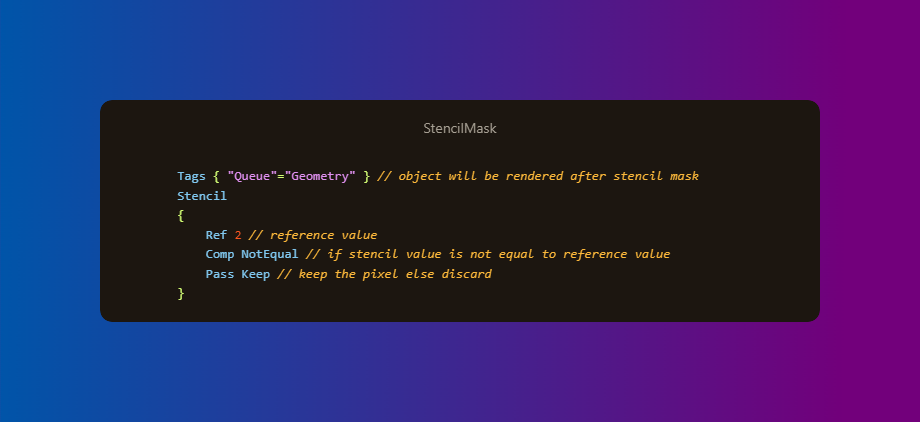 StencilMask
Tags { "Queue"="Geometry" } // object will be rendered after stencil mask
Stencil
{
    Ref 2 // reference value
    Comp NotEqual // if stencil value is not equal to reference value
    Pass Keep // keep the pixel else discard
}